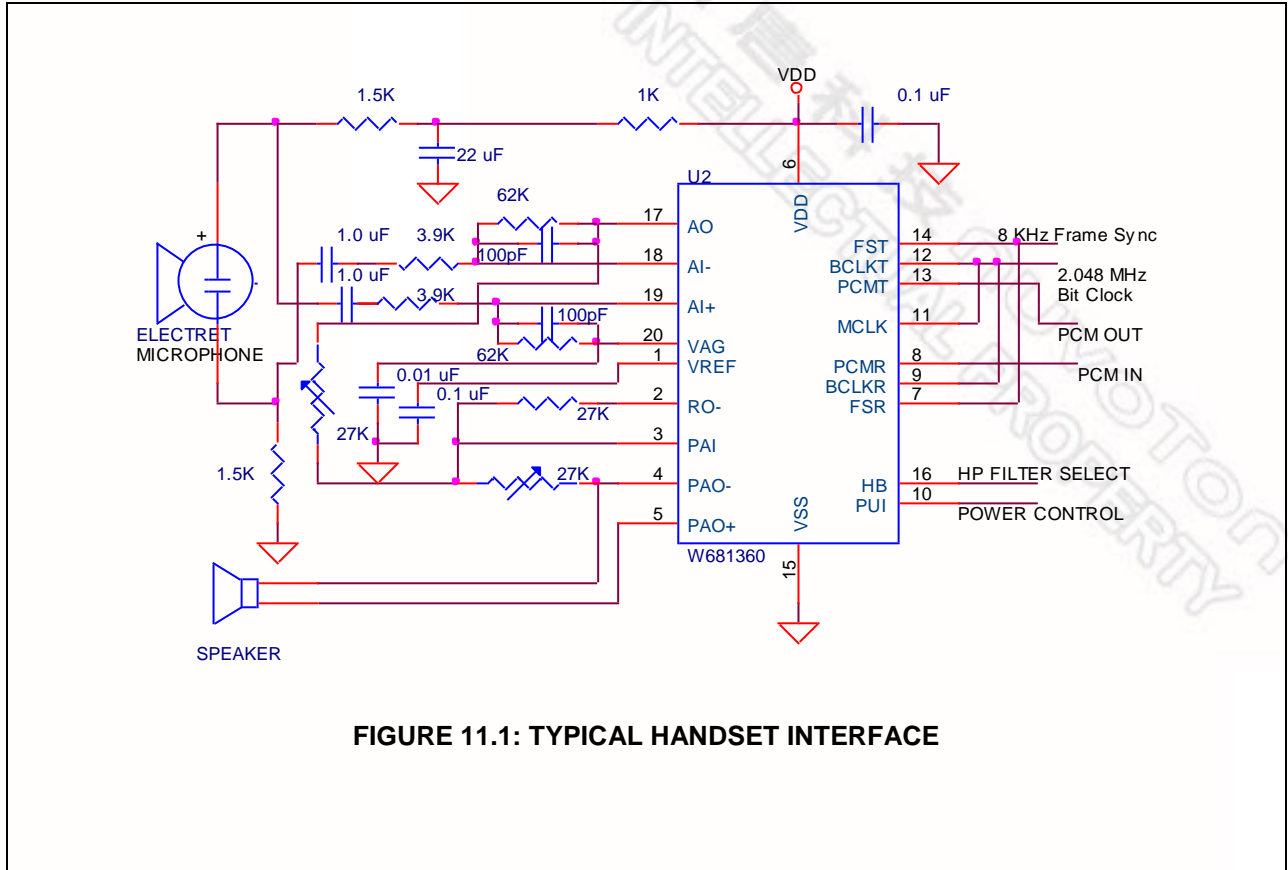 VDD
1.5K
1K
0.1 uF
22 uF
6
U2
62K
17
AO
VDD
14
FST
8 KHz Frame Sync
1.0 uF
3.9K
100pF
18
AI-
12
BCLKT
13
PCMT
2.048 MHz
Bit Clock
+
-
1.0 uF
3.9K
19
AI+
100pF
11
MCLK
PCM OUT
ELECTRET
MICROPHONE
62K
20
VAG
1
VREF
8
PCMR
PCM IN
9
BCLKR
0.01 uF
0.1 uF
2
RO-
27K
7
FSR
27K
3
PAI
1.5K
27K
4
PAO-
16
HB
HP FILTER SELECT
10
PUI
POWER CONTROL
5
PAO+
VSS
W681360
15
SPEAKER
FIGURE 11.1: TYPICAL HANDSET INTERFACE
科技
nuvoTon
INTELLECTUAL PROPERTY